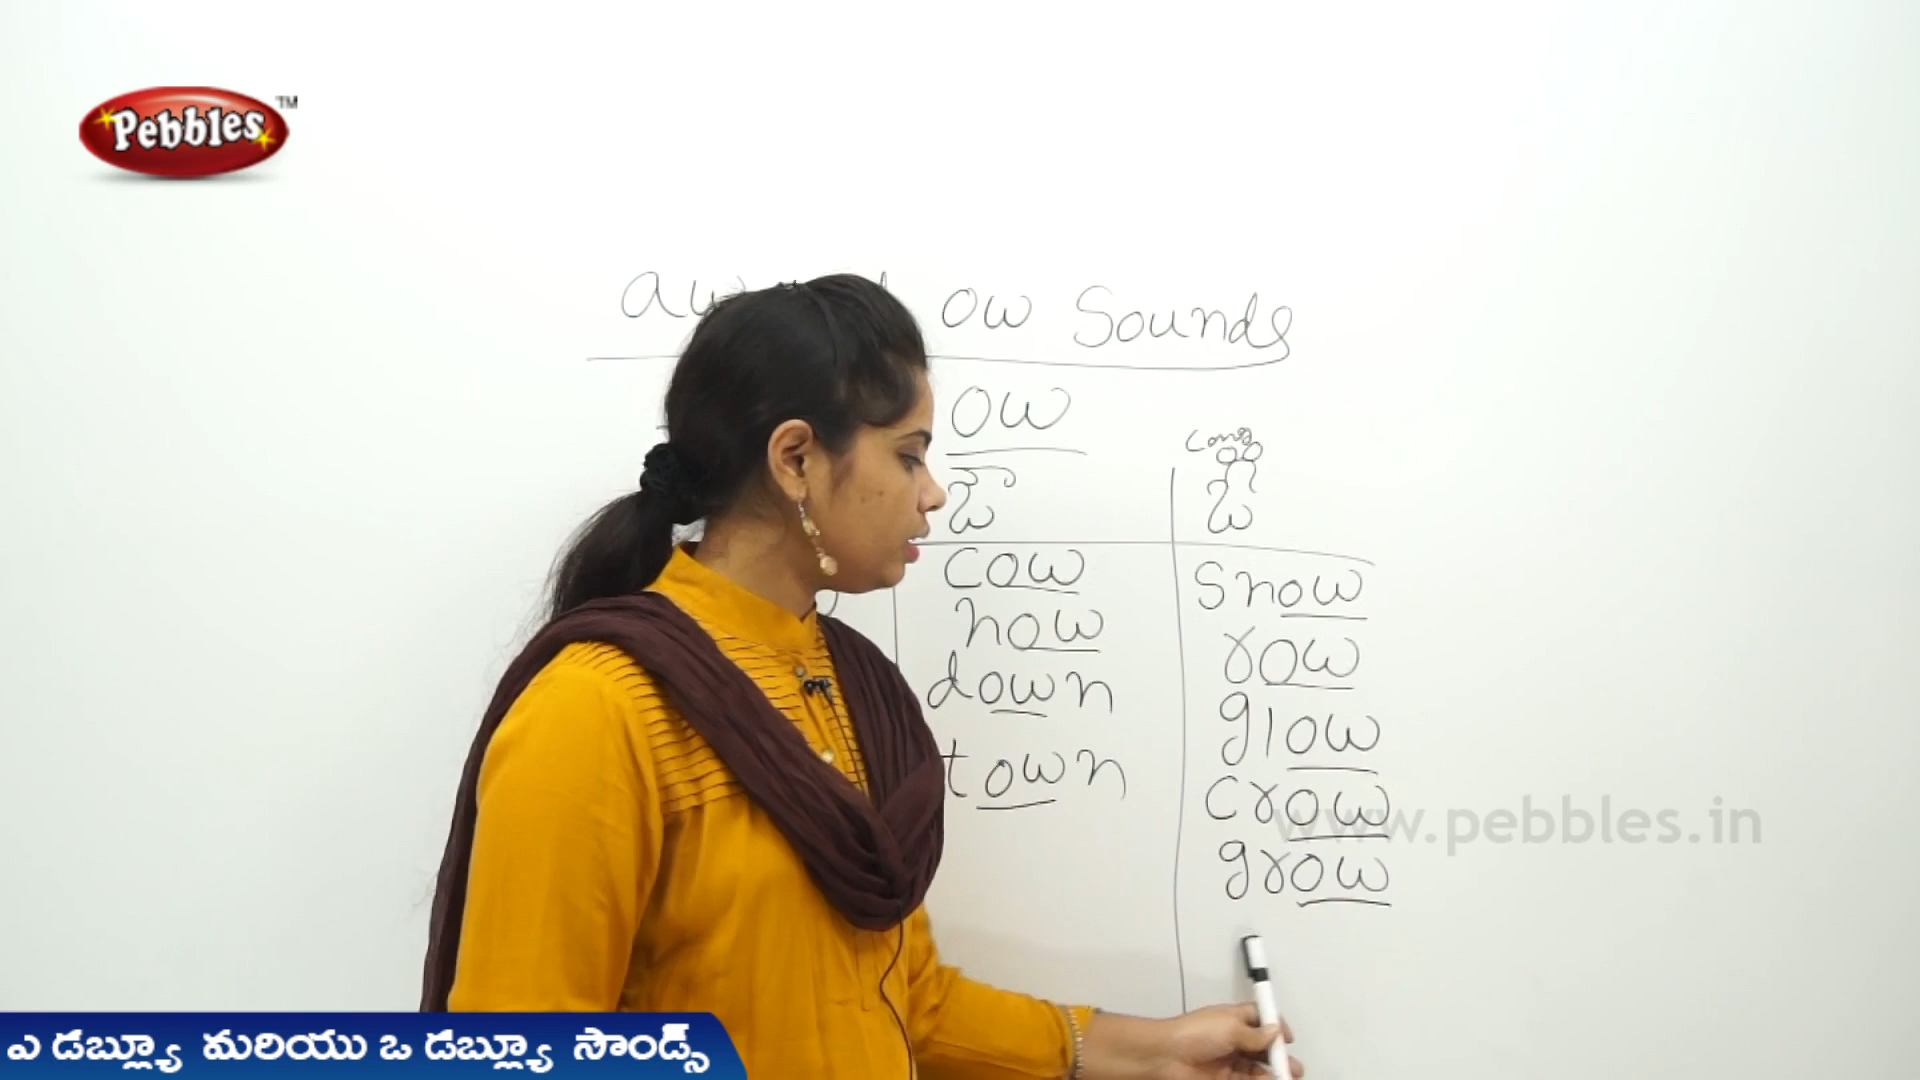 Pebbles TM
ow Sounds
ow
Long
ఔ
ఓ
cow
how
down
town
snow
row
glow
crow
grow
www.pebbles.in
ఎ డబ్ల్యూ మరియు ఒ డబ్ల్యూ సౌండ్స్